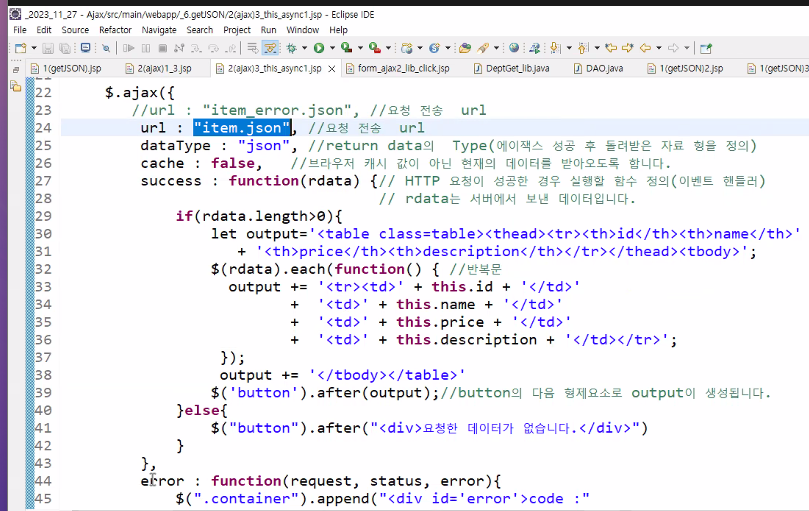 _2023_11_27 - Ajax/src/main/webapp/_6.getJSON/2(ajax)3_this_async1.jsp - Eclipse IDE
File Edit Source Refactor Navigate Search Project Run Window Help
1(getJSON).jsp 2(ajax)1_3.jsp 2(ajax)3_this_async1.jsp form_ajax2_lib_click.jsp DeptGet_lib.java DAO.java 1(getJSON)2.jsp 1(getJSON)3
22 $.ajax({
23 //url : "item_error.json", //요청 전송 url
24 url : "item.json", //요청 전송 url
25 dataType : "json", //return data의 Type(에이잭스 성공 후 돌려받은 자료 형을 정의)
26 cache : false, //브라우저 캐시 값이 아닌 현재의 데이터를 받아오도록 합니다.
27 success : function(rdata) {// HTTP 요청이 성공한 경우 실행할 함수 정의(이벤트 핸들러)
28 // rdata는 서버에서 보낸 데이터입니다.
29 if(rdata.length>0){
30 let output='<table class=table><thead><tr><th>id</th><th>name</th>'
31 + '<th>price</th><th>description</th></tr></thead><tbody>';
32 $(rdata).each(function() { //반복문
33 output += '<tr><td>' + this.id + '</td>'
34 + '<td>' + this.name + '</td>'
35 + '<td>' + this.price + '</td>'
36 + '<td>' + this.description + '</td></tr>';
37 });
38 output += '</tbody></table>'
39 $('button').after(output);//button의 다음 형제요소로 output이 생성됩니다.
40 }else{
41 $("button").after("<div>요청한 데이터가 없습니다.</div>")
42 }
43 },
44 error : function(request, status, error){
45 $(".container").append("<div id='error'>code :"